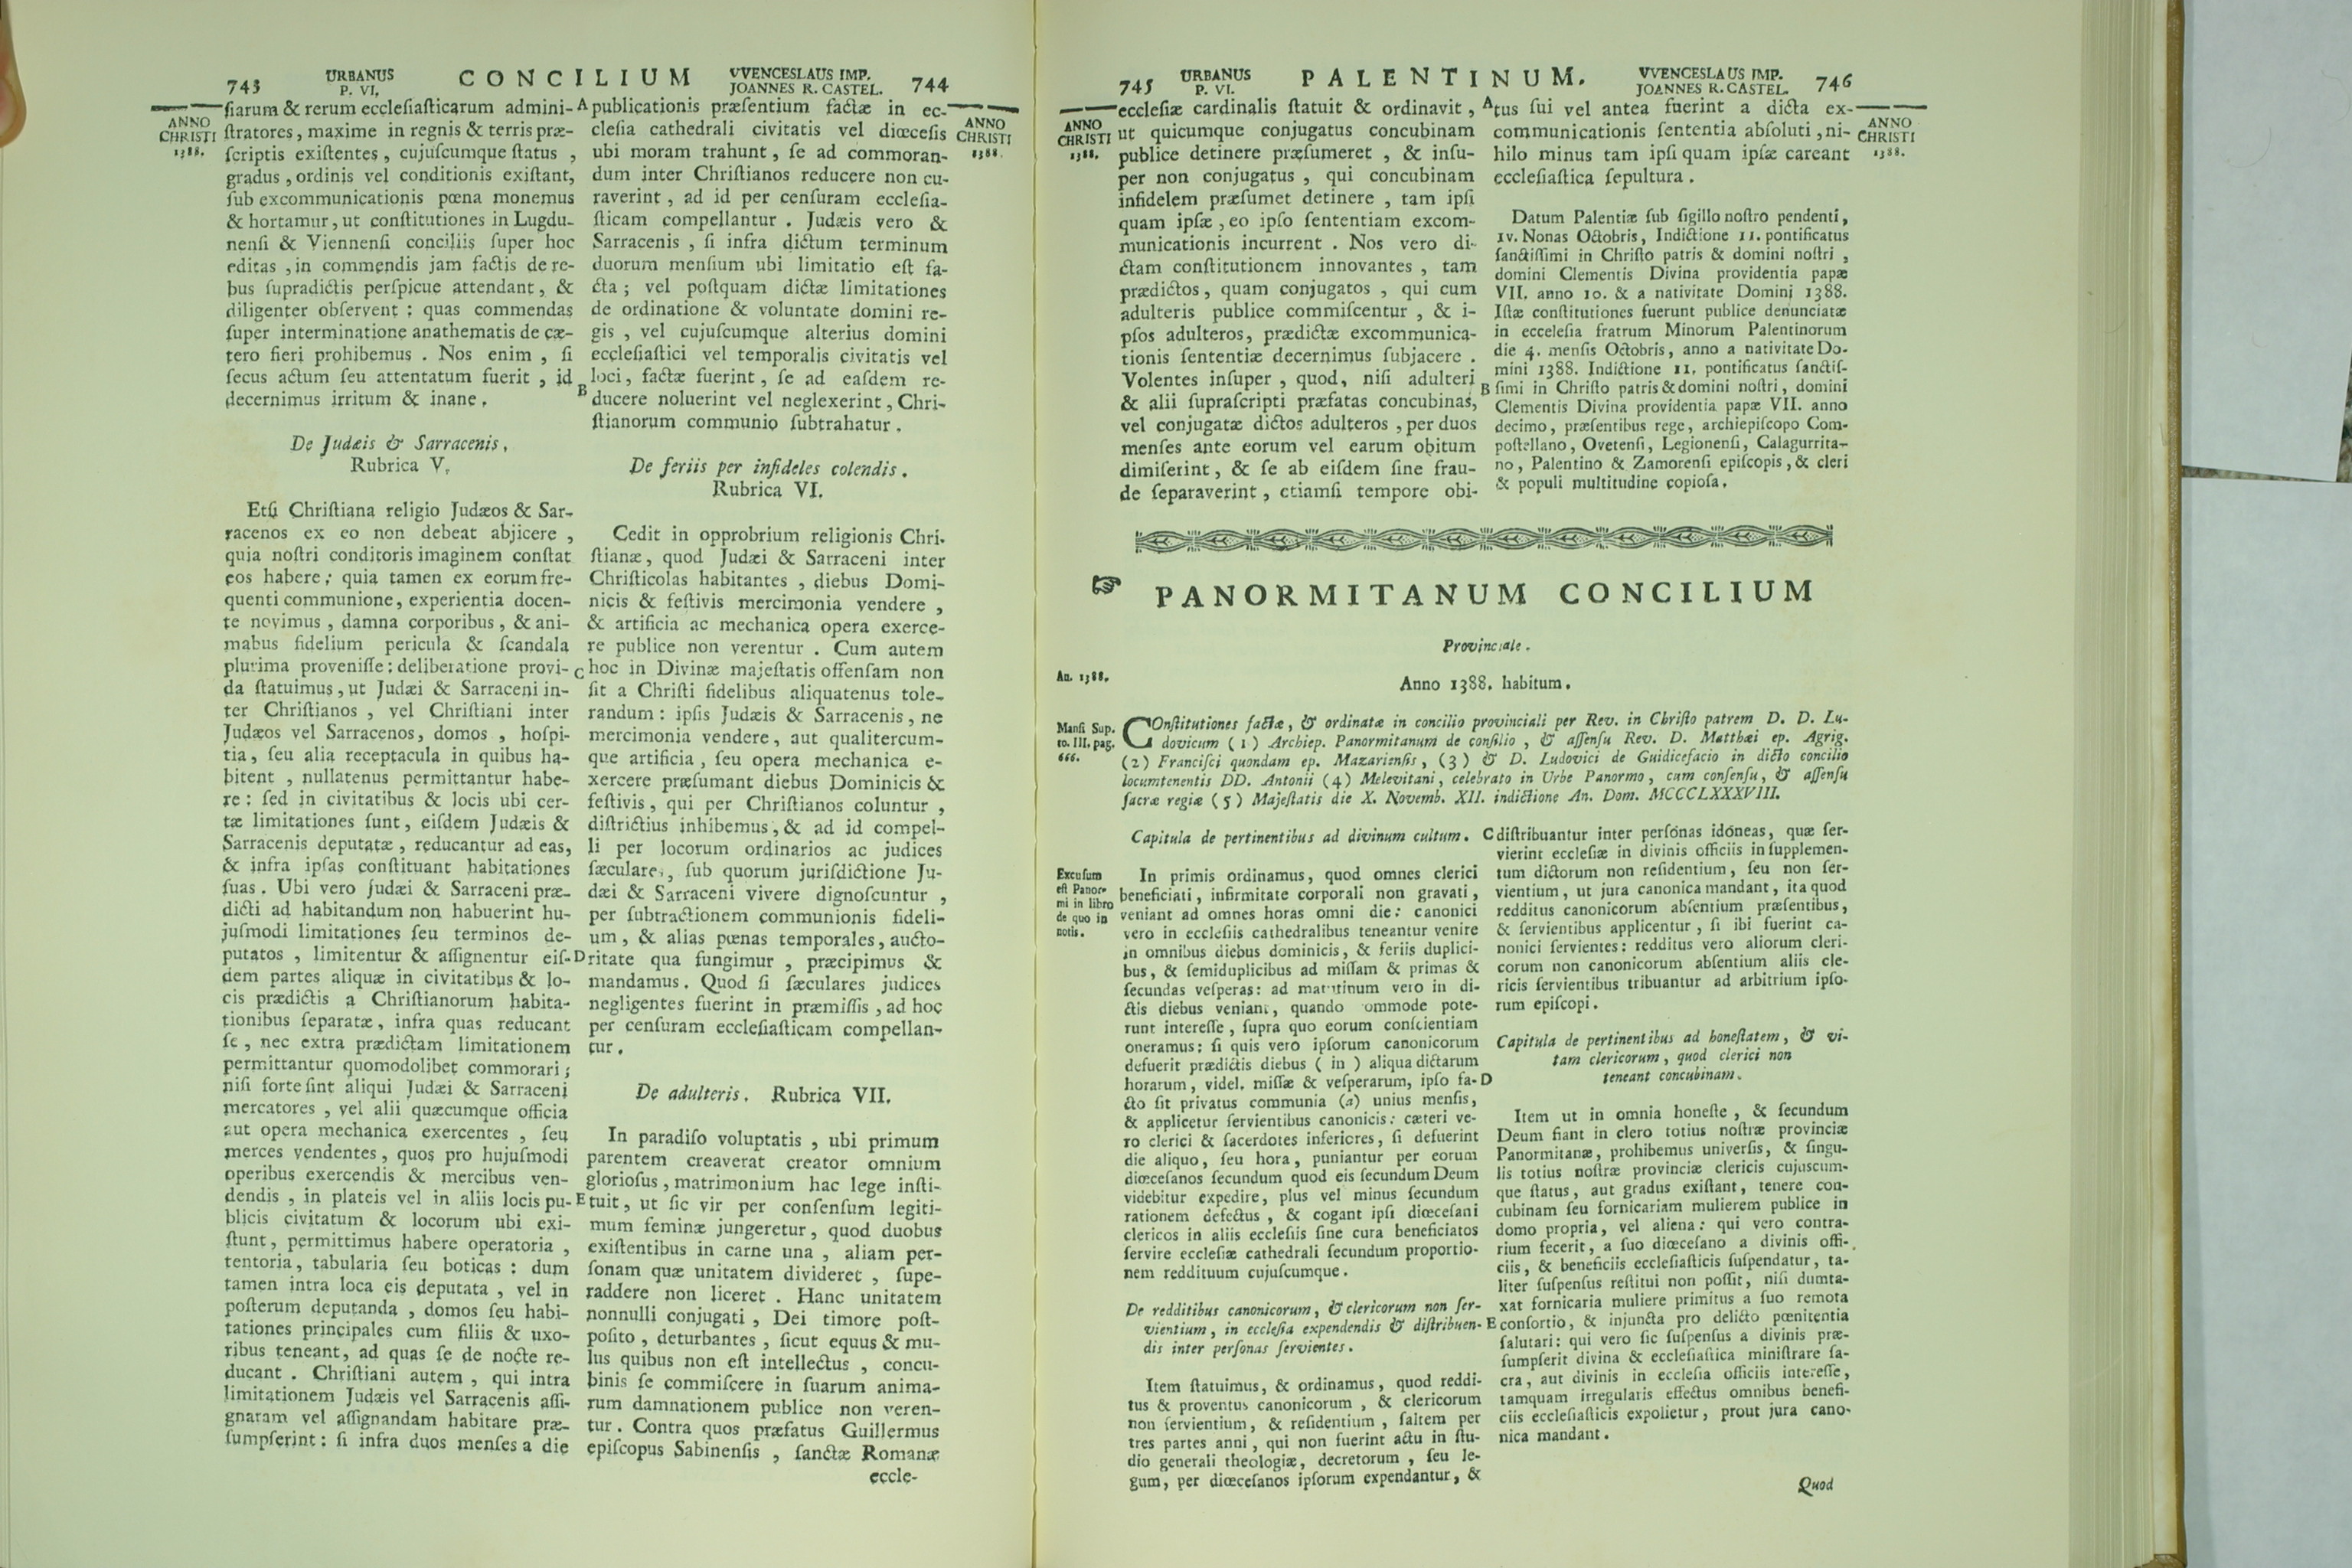 743 URBANUS P. VI. CONCILIUM VVENCESLAUS IMP. JOANNES R. CASTEL. 744
ANNO CHRISTI 1388.
ſiarum & rerum eccleſiaſticarum admini-
ſtratores, maxime in regnis & terris præ-
ſcriptis exiſtentes, cujuſcumque ſtatus,
gradus, ordinis vel conditionis exiſtant,
ſub excommunicationis pœna monemus
& hortamur, ut conſtitutiones in Lugdu-
nenſi & Viennenſi conciliis ſuper hoc
editas, in commendis jam factis de re-
bus ſupradictis perſpicue attendant, &
diligenter obſervent: quas commendas
ſuper interminatione anathematis de cæ-
tero fieri prohibemus. Nos enim, ſi
ſecus actum ſeu attentatum fuerit, id
decernimus irritum & inane.
De Judæis & Sarracenis.
Rubrica V.
Etſi Chriſtiana religio Judæos & Sar-
racenos ex eo non debeat abjicere,
quia noſtri conditoris imaginem conſtat
eos habere; quia tamen ex eorum fre-
quenti communione, experientia docen-
te novimus, damna corporibus, & ani-
mabus fidelium pericula & ſcandala
plurima proveniſſe: deliberatione provi-
da ſtatuimus, ut Judæi & Sarraceni in-
ter Chriſtianos, vel Chriſtiani inter
Judæos vel Sarracenos, domos, hoſpi-
tia, ſeu alia receptacula in quibus ha-
bitent, nullatenus permittantur habe-
re: ſed in civitatibus & locis ubi cer-
tæ limitationes ſunt, eiſdem Judæis &
Sarracenis deputatæ, reducantur ad eas,
& infra ipſas conſtituant habitationes
ſuas. Ubi vero Judæi & Sarraceni præ-
dicti ad habitandum non habuerint hu-
juſmodi limitationes ſeu terminos de-
putatos, limitentur & aſſignentur eiſ-
dem partes aliquæ in civitatibus & lo-
cis prædictis a Chriſtianorum habita-
tionibus ſeparatæ, infra quas reducant
ſe, nec extra prædictam limitationem
permittantur quomodolibet commorari;
niſi forte ſint aliqui Judæi & Sarraceni
mercatores, vel alii quæcumque officia
aut opera mechanica exercentes, ſeu
merces vendentes, quos pro hujuſmodi
operibus exercendis & mercibus ven-
dendis, in plateis vel in aliis locis pu-
blicis civitatum & locorum ubi exi-
ſtunt, permittimus habere operatoria,
tentoria, tabularia ſeu boticas: dum
tamen intra loca eis deputata, vel in
poſterum deputanda, domos ſeu habi-
tationes principales cum filiis & uxo-
ribus teneant, ad quas ſe de nocte re-
ducant. Chriſtiani autem, qui intra
limitationem Judæis vel Sarracenis aſſi-
gnatam vel aſſignandam habitare præ-
ſumpſerint: ſi infra duos menſes a die
A
B
C
D
E
publicationis præſentium factæ in ec-
cleſia cathedrali civitatis vel diœceſis
ubi moram trahunt, ſe ad commoran-
dum inter Chriſtianos reducere non cu-
raverint, ad id per cenſuram eccleſia-
ſticam compellantur. Judæis vero &
Sarracenis, ſi infra dictum terminum
duorum menſium ubi limitatio eſt fa-
cta; vel poſtquam dictæ limitationes
de ordinatione & voluntate domini re-
gis, vel cujuſcumque alterius domini
eccleſiaſtici vel temporalis civitatis vel
loci, factæ fuerint, ſe ad eaſdem re-
ducere noluerint vel neglexerint, Chri-
ſtianorum communio ſubtrahatur.
De feriis per infideles colendis.
Rubrica VI.
Cedit in opprobrium religionis Chri-
ſtianæ, quod Judæi & Sarraceni inter
Chriſticolas habitantes, diebus Domi-
nicis & feſtivis mercimonia vendere,
& artificia ac mechanica opera exerce-
re publice non verentur. Cum autem
hoc in Divinæ majeſtatis offenſam non
ſit a Chriſti fidelibus aliquatenus tole-
randum: ipſis Judæis & Sarracenis, ne
mercimonia vendere, aut qualitercum-
que artificia, ſeu opera mechanica e-
xercere præſumant diebus Dominicis &
feſtivis, qui per Chriſtianos coluntur,
diſtrictius inhibemus, & ad id compel-
li per locorum ordinarios ac judices
ſæculares, ſub quorum juriſdictione Ju-
dæi & Sarraceni vivere dignoſcuntur,
per ſubtractionem communionis fideli-
um, & alias pœnas temporales, aucto-
ritate qua fungimur, præcipimus &
mandamus. Quod ſi ſæculares judices
negligentes fuerint in præmiſſis, ad hoc
per cenſuram eccleſiaſticam compellan-
tur.
De adulteris. Rubrica VII.
In paradiſo voluptatis, ubi primum
parentem creaverat creator omnium
glorioſus, matrimonium hac lege inſti-
tuit, ut ſic vir per conſenſum legiti-
mum feminæ jungeretur, quod duobus
exiſtentibus in carne una, aliam per-
ſonam quæ unitatem divideret, ſupe-
raddere non liceret. Hanc unitatem
nonnulli conjugati, Dei timore poſt-
poſito, deturbantes, ſicut equus & mu-
lus quibus non eſt intellectus, concu-
binis ſe commiſcere in ſuarum anima-
rum damnationem publice non veren-
tur. Contra quos præfatus Guillermus
epiſcopus Sabinenſis, ſanctæ Romanæ
eccle-
ANNO CHRISTI 1388.
745 URBANUS P. VI. PALENTINUM. VVENCESLAUS IMP. JOANNES R. CASTEL. 746
ANNO CHRISTI 1388.
eccleſiæ cardinalis ſtatuit & ordinavit,
ut quicumque conjugatus concubinam
publice detinere præſumeret, & inſu-
per non conjugatus, qui concubinam
infidelem præſumet detinere, tam ipſi
quam ipſæ, eo ipſo ſententiam excom-
municationis incurrent. Nos vero di-
ctam conſtitutionem innovantes, tam
prædictos, quam conjugatos, qui cum
adulteris publice commiſcentur, & i-
pſos adulteros, prædictæ excommunica-
tionis ſententiæ decernimus ſubjacere.
Volentes inſuper, quod, niſi adulteri
& alii ſupraſcripti præfatas concubinas,
vel conjugatæ dictos adulteros, per duos
menſes ante eorum vel earum obitum
dimiſerint, & ſe ab eiſdem ſine frau-
de ſeparaverint, etiamſi tempore obi-
A
B
tus ſui vel antea fuerint a dicta ex-
communicationis ſententia abſoluti, ni-
hilo minus tam ipſi quam ipſæ careant
eccleſiaſtica ſepultura.
ANNO CHRISTI 1388.
Datum Palentiæ ſub ſigillo noſtro pendenti,
IV. Nonas Octobris, Indictione 11. pontificatus
ſanctiſſimi in Chriſto patris & domini noſtri,
domini Clementis Divina providentia papæ
VII. anno 10. & a nativitate Domini 1388.
Iſtæ conſtitutiones fuerunt publice denunciatæ
in eccleſia fratrum Minorum Palentinorum
die 4. menſis Octobris, anno a nativitate Do-
mini 1388. Indictione 11. pontificatus ſanctiſ-
ſimi in Chriſto patris & domini noſtri, domini
Clementis Divina providentia papæ VII. anno
decimo, præſentibus rege, archiepiſcopo Com-
poſtellano, Ovetenſi, Legionenſi, Calagurrita-
no, Palentino & Zamorenſi epiſcopis, & cleri
& populi multitudine copioſa.
☞ PANORMITANUM CONCILIUM
Provinciale.
An. 1388.
Anno 1388. habitum.
Manſi Sup.
to. III. pag.
666.
COnſtitutiones factæ, & ordinatæ in concilio provinciali per Rev. in Chriſto patrem D. D. Lu-
dovicum (1) Archiep. Panormitanum de conſilio, & aſſenſu Rev. D. Matthæi ep. Agrig.
(2) Franciſci quondam ep. Mazarienſis, (3) & D. Ludovici de Guidicefacio in dicto concilio
locumtenentis DD. Antonii (4) Melevitani, celebrato in Urbe Panormo, cum conſenſu, & aſſenſu
ſacræ regiæ (5) Majeſtatis die X. Novemb. XII. indictione An. Dom. MCCCLXXXVIII.
Capitula de pertinentibus ad divinum cultum.
Excuſum
eſt Panor-
mi in libro
de quo in
notis.
In primis ordinamus, quod omnes clerici
beneficiati, infirmitate corporali non gravati,
veniant ad omnes horas omni die: canonici
vero in eccleſiis cathedralibus teneantur venire
in omnibus diebus dominicis, & feriis duplici-
bus, & ſemiduplicibus ad miſſam & primas &
ſecundas veſperas: ad matutinum vero in di-
ctis diebus veniant, quando commode pote-
runt intereſſe, ſupra quo eorum conſcientiam
oneramus: ſi quis vero ipſorum canonicorum
defuerit prædictis diebus (in) aliqua dictarum
horarum, videl. miſſæ & veſperarum, ipſo fa-
cto ſit privatus communia (a) unius menſis,
& applicetur ſervientibus canonicis: cæteri ve-
ro clerici & ſacerdotes inferiores, ſi defuerint
die aliquo, ſeu hora, puniantur per eorum
diœceſanos ſecundum quod eis ſecundum Deum
videbitur expedire, plus vel minus ſecundum
rationem defectus, & cogant ipſi diœceſani
clericos in aliis eccleſiis ſine cura beneficiatos
ſervire eccleſiæ cathedrali ſecundum proportio-
nem reddituum cujuſcumque.
De redditibus canonicorum, & clericorum non ſer-
vientium, in eccleſia expendendis & diſtribuen-
dis inter perſonas ſervientes.
Item ſtatuimus, & ordinamus, quod reddi-
tus & proventus canonicorum, & clericorum
non ſervientium, & reſidentium, ſaltem per
tres partes anni, qui non fuerint actu in ſtu-
dio generali theologiæ, decretorum, ſeu le-
gum, per diœceſanos ipſorum expendantur, &
C
D
E
diſtribuantur inter perſonas idóneas, quæ ſer-
vierint eccleſiæ in divinis officiis in ſupplemen-
tum dictorum non reſidentium, ſeu non ſer-
vientium, ut jura canonica mandant, ita quod
redditus canonicorum abſentium præſentibus,
& ſervientibus applicentur, ſi ibi fuerint ca-
nonici ſervientes: redditus vero aliorum cleri-
corum non canonicorum abſentium aliis cle-
ricis ſervientibus tribuantur ad arbitrium ipſo-
rum epiſcopi.
Capitula de pertinentibus ad honeſtatem, & vi-
tam clericorum, quod clerici non
teneant concubinam.
Item ut in omnia honeſte, & ſecundum
Deum fiant in clero totius noſtræ provinciæ
Panormitanæ, prohibemus univerſis, & ſingu-
lis totius noſtræ provinciæ clericis cujuscum-
que ſtatus, aut gradus exiſtant, tenere con-
cubinam ſeu fornicariam mulierem publice in
domo propria, vel aliena: qui vero contra-
rium fecerit, a ſuo diœceſano a divinis offi-
ciis, & beneficiis eccleſiaſticis ſuſpendatur, ta-
liter ſuſpenſus reſtitui non poſſit, niſi dumta-
xat fornicaria muliere primitus a ſuo remota
conſortio, & injuncta pro delicto pœnitentia
ſalutari: qui vero ſic ſuſpenſus a divinis præ-
ſumpſerit divina & eccleſiaſtica miniſtrare ſa-
cra, aut divinis in eccleſia officiis intereſſe,
tamquam irregularis effectus omnibus benefi-
ciis eccleſiaſticis expolietur, prout jura cano-
nica mandant.
Quod